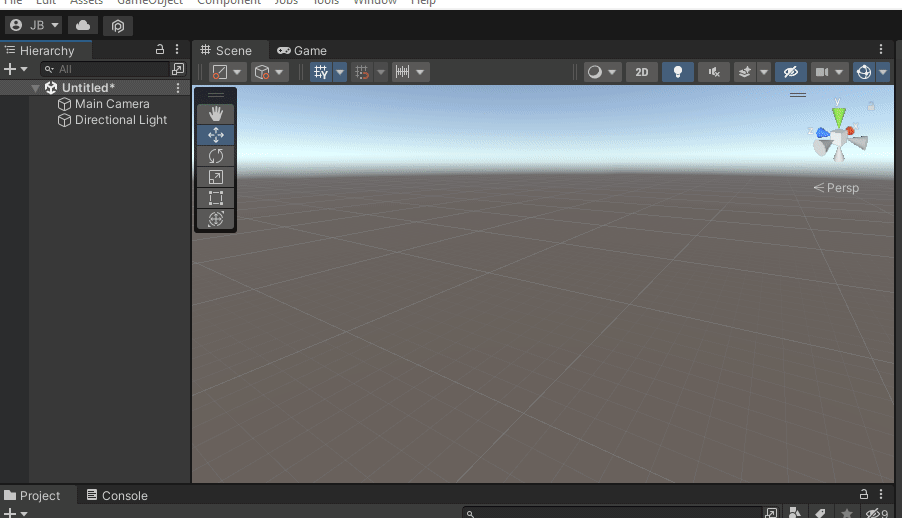 File Edit Assets GameObject Component Jobs Tools Window Help
JB
Hierarchy
Scene
Game
All
2D
Untitled*
Main Camera
Directional Light
y
Persp
Project
Console
9